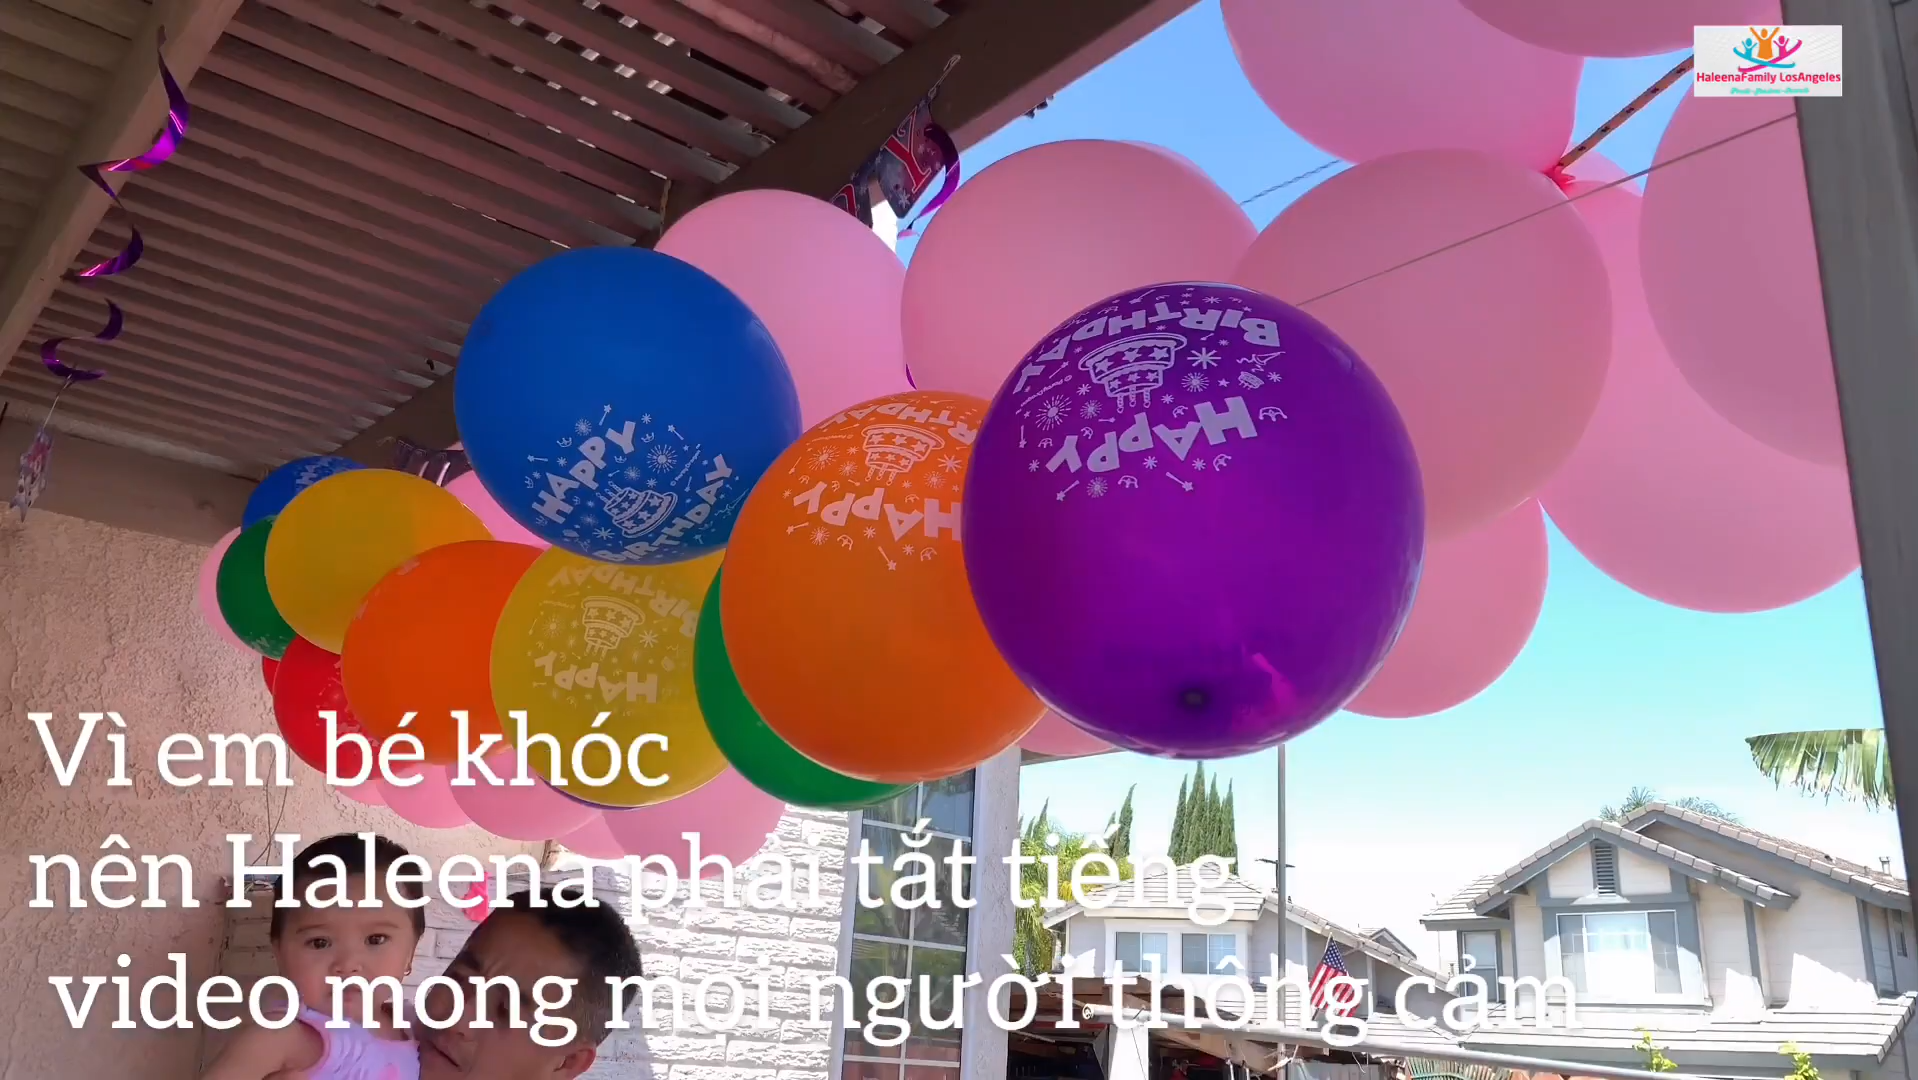 HaleenaFamily LosAngeles
HAPPY
BIRTHDAY
BIRTHDAY
HAPPY
BIRTHDAY
HAPPY
BIRTHDAY
HAPPY
Vì em bé khóc
nên Haleena phải tắt tiếng
video mong mọi người thông cảm